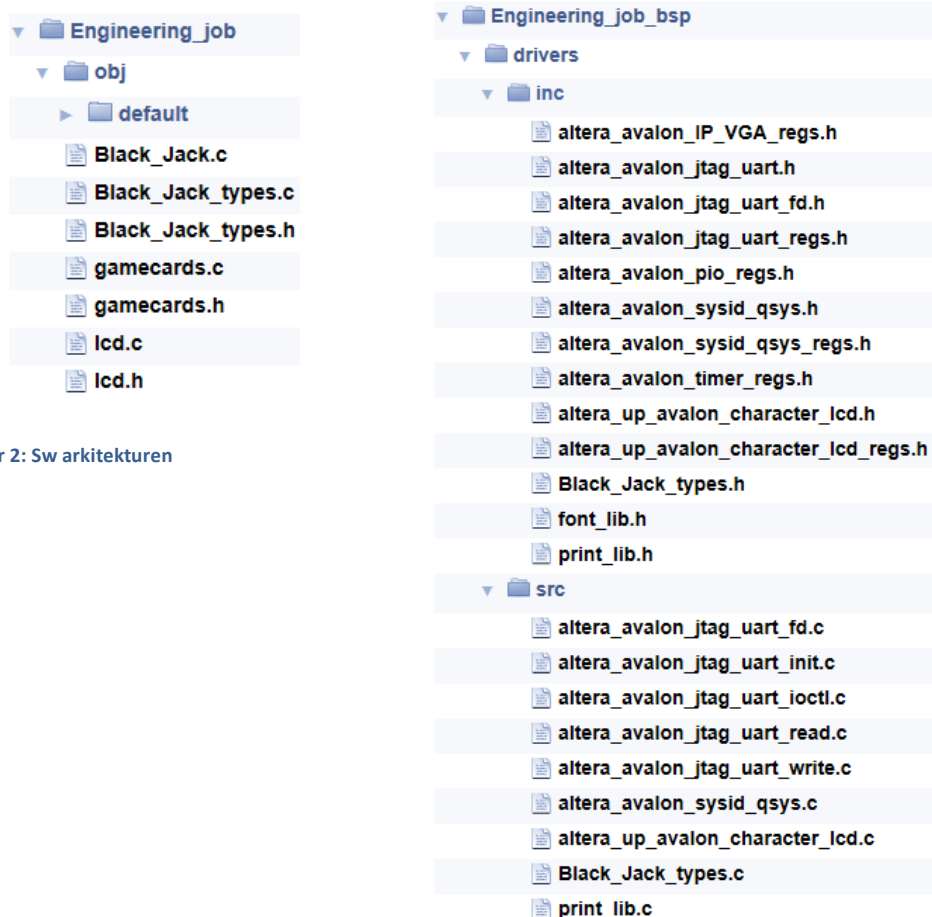 Engineering_job
obj
default
Black_Jack.c
Black_Jack_types.c
Black_Jack_types.h
gamecards.c
gamecards.h
lcd.c
lcd.h
r 2: Sw arkitekturen
Engineering_job_bsp
drivers
inc
altera_avalon_IP_VGA_regs.h
altera_avalon_jtag_uart.h
altera_avalon_jtag_uart_fd.h
altera_avalon_jtag_uart_regs.h
altera_avalon_pio_regs.h
altera_avalon_sysid_qsys.h
altera_avalon_sysid_qsys_regs.h
altera_avalon_timer_regs.h
altera_up_avalon_character_lcd.h
altera_up_avalon_character_lcd_regs.h
Black_Jack_types.h
font_lib.h
print_lib.h
src
altera_avalon_jtag_uart_fd.c
altera_avalon_jtag_uart_init.c
altera_avalon_jtag_uart_ioctl.c
altera_avalon_jtag_uart_read.c
altera_avalon_jtag_uart_write.c
altera_avalon_sysid_qsys.c
altera_up_avalon_character_lcd.c
Black_Jack_types.c
print_lib.c